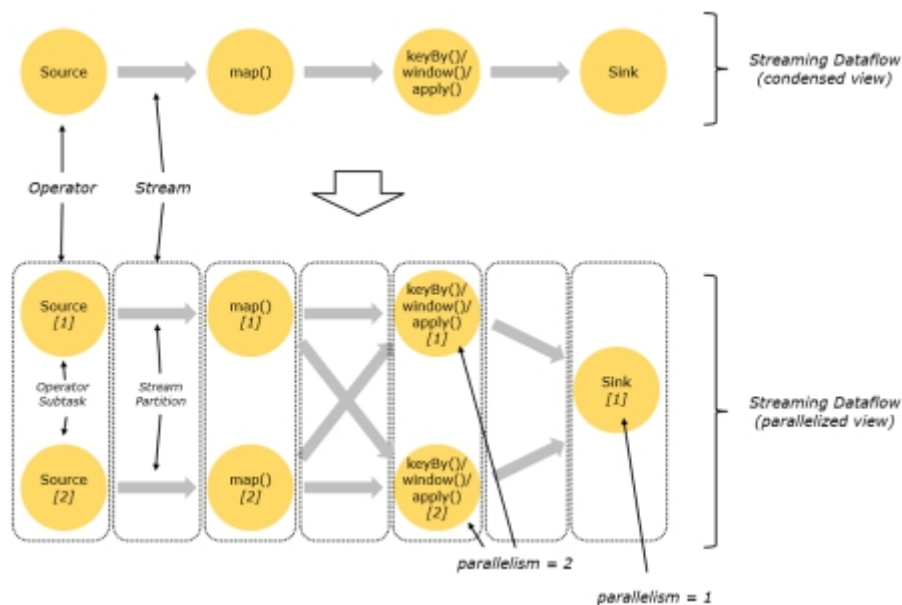 Source
map()
keyBy()/
window()/
apply()
Sink
Streaming Dataflow
(condensed view)
Operator
Stream
Source
[1]
map()
[1]
keyBy()/
window()/
apply()
[1]
Operator
Subtask
Stream
Partition
Sink
[1]
Streaming Dataflow
(parallelized view)
Source
[2]
map()
[2]
keyBy()/
window()/
apply()
[2]
parallelism = 2
parallelism = 1